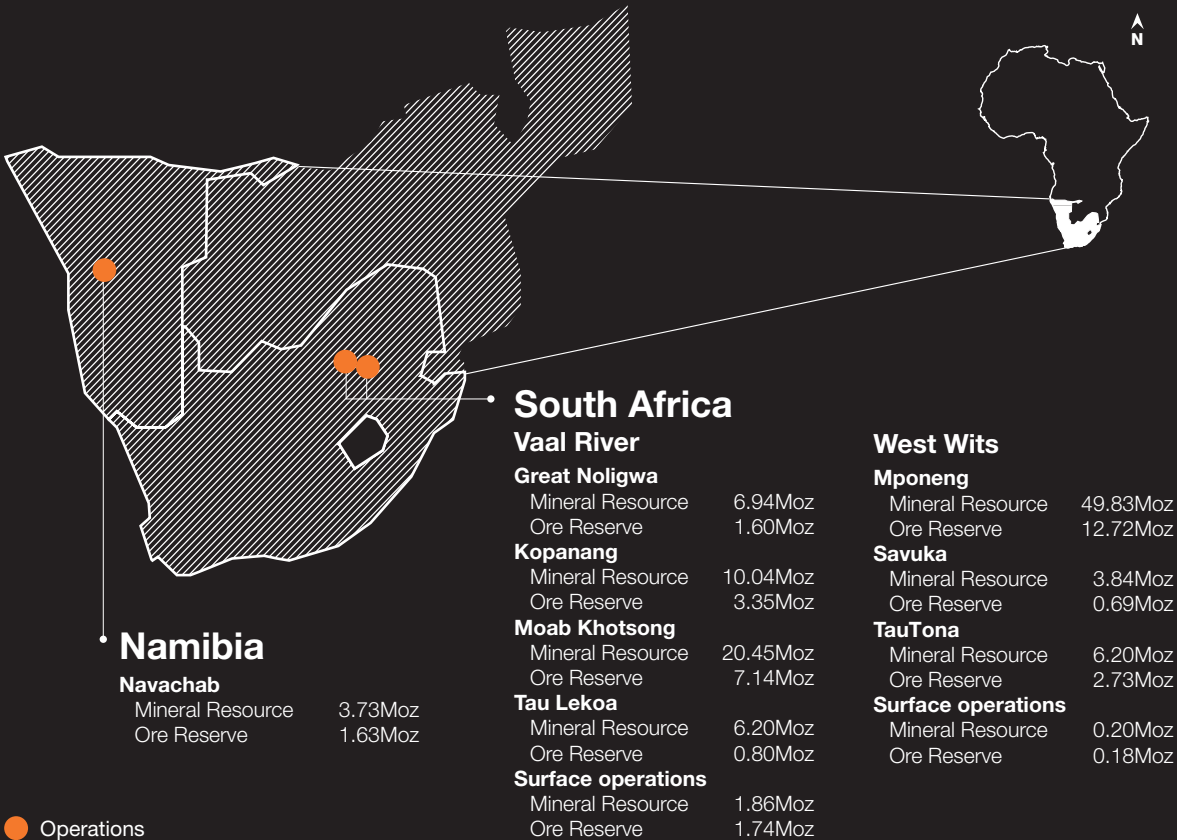 N
South Africa
Vaal River
Great Noligwa
Mineral Resource 6.94Moz
Ore Reserve 1.60Moz
Kopanang
Mineral Resource 10.04Moz
Ore Reserve 3.35Moz
Moab Khotsong
Mineral Resource 20.45Moz
Ore Reserve 7.14Moz
Tau Lekoa
Mineral Resource 6.20Moz
Ore Reserve 0.80Moz
Surface operations
Mineral Resource 1.86Moz
Ore Reserve 1.74Moz
West Wits
Mponeng
Mineral Resource 49.83Moz
Ore Reserve 12.72Moz
Savuka
Mineral Resource 3.84Moz
Ore Reserve 0.69Moz
TauTona
Mineral Resource 6.20Moz
Ore Reserve 2.73Moz
Surface operations
Mineral Resource 0.20Moz
Ore Reserve 0.18Moz
Namibia
Navachab
Mineral Resource 3.73Moz
Ore Reserve 1.63Moz
Operations